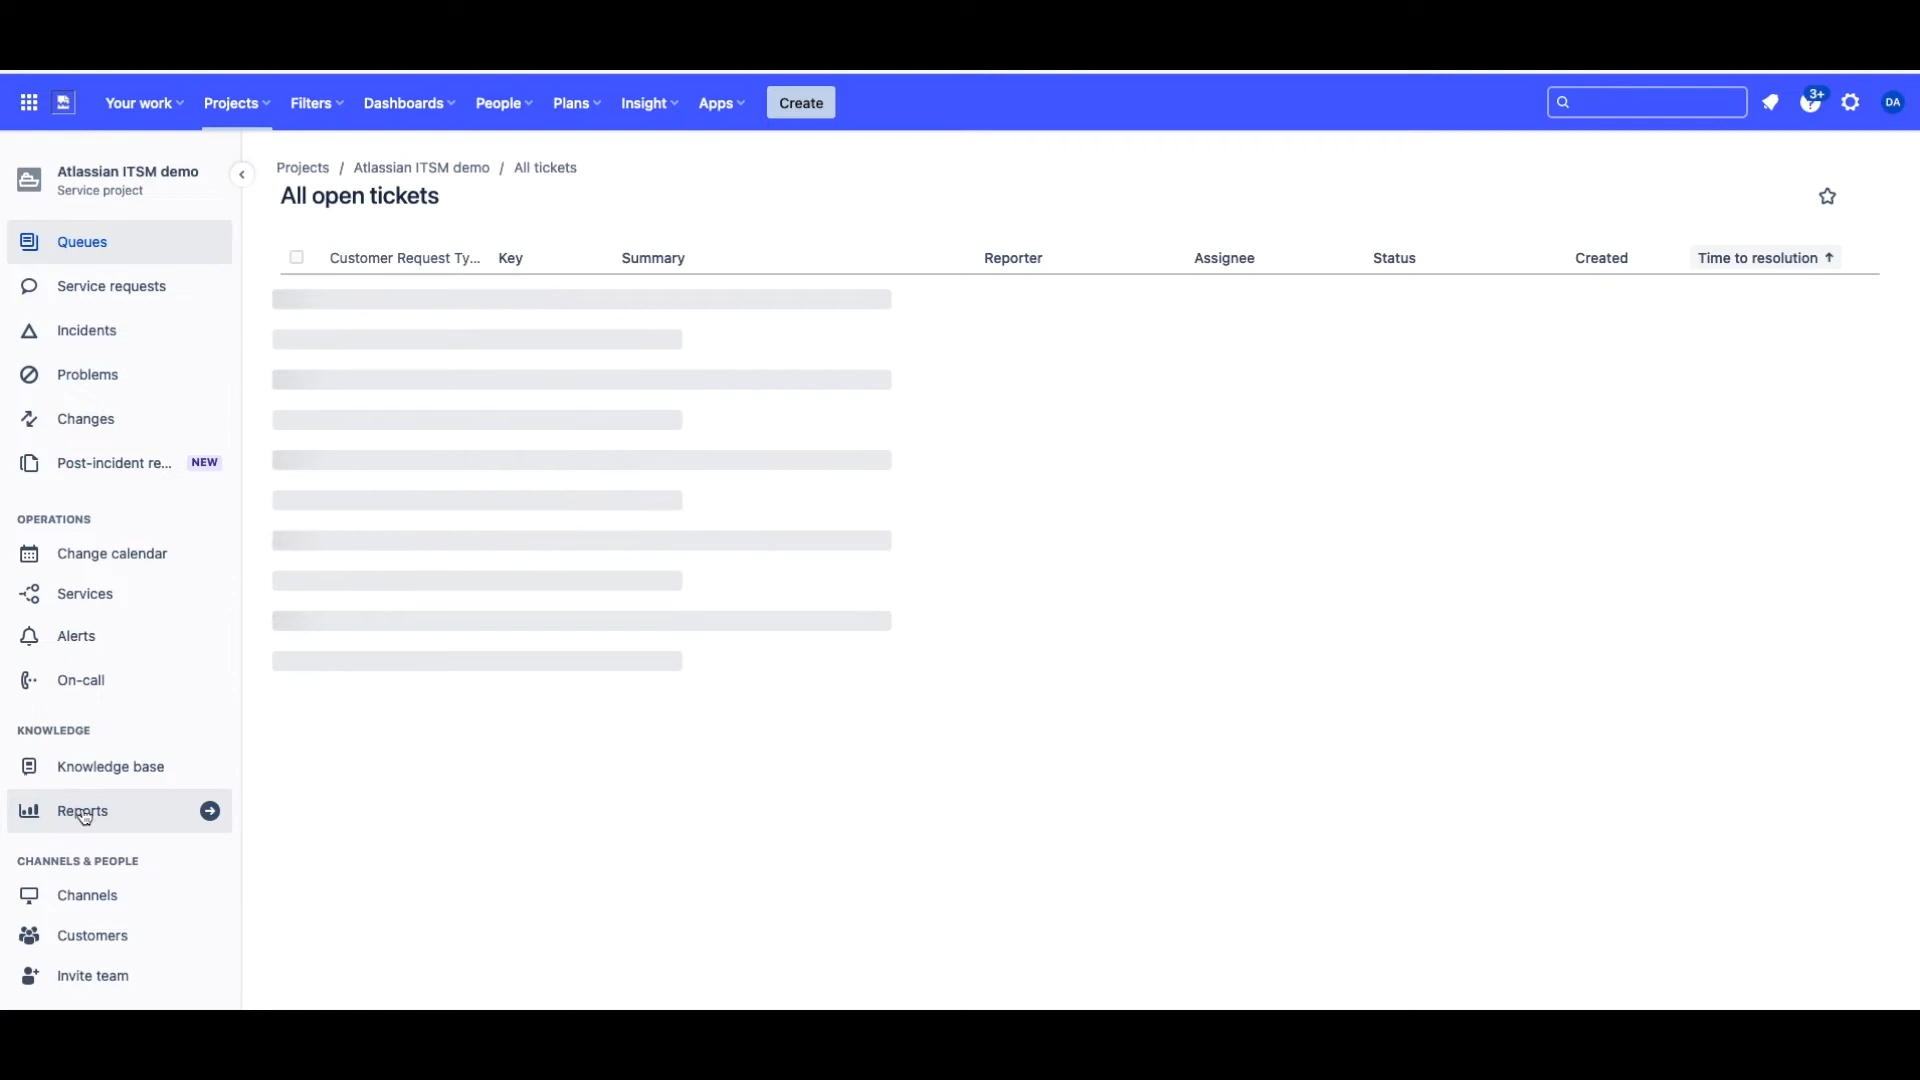 Your work Projects Filters Dashboards People Plans Insight Apps Create 3+ DA
Atlassian ITSM demo
Service project
Queues
Service requests
Incidents
Problems
Changes
Post-incident re... NEW
OPERATIONS
Change calendar
Services
Alerts
On-call
KNOWLEDGE
Knowledge base
Reports
CHANNELS & PEOPLE
Channels
Customers
Invite team
Projects / Atlassian ITSM demo / All tickets
All open tickets
Customer Request Ty... Key Summary Reporter Assignee Status Created Time to resolution ↑